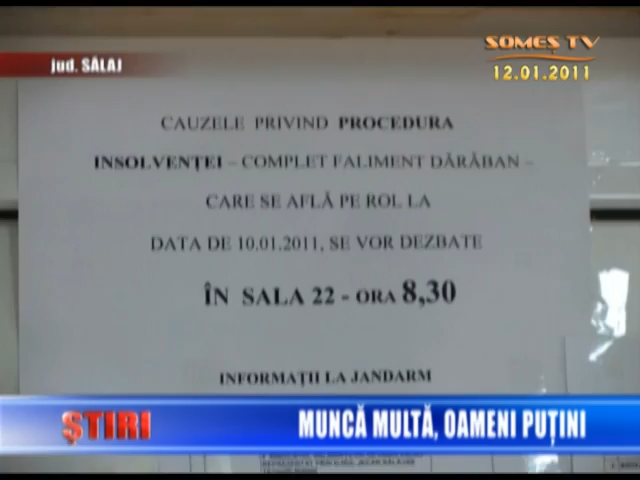 SOMEȘ TV
jud. SĂLAJ
12.01.2011
CAUZELE PRIVIND PROCEDURA
INSOLVENȚEI – COMPLET FALIMENT DĂRĂBAN –
CARE SE AFLĂ PE ROL LA
DATA DE 10.01.2011, SE VOR DEZBATE
ÎN SALA 22 - ORA 8,30
INFORMAȚII LA JANDARM
ȘTIRI
MUNCĂ MULTĂ, OAMENI PUȚINI